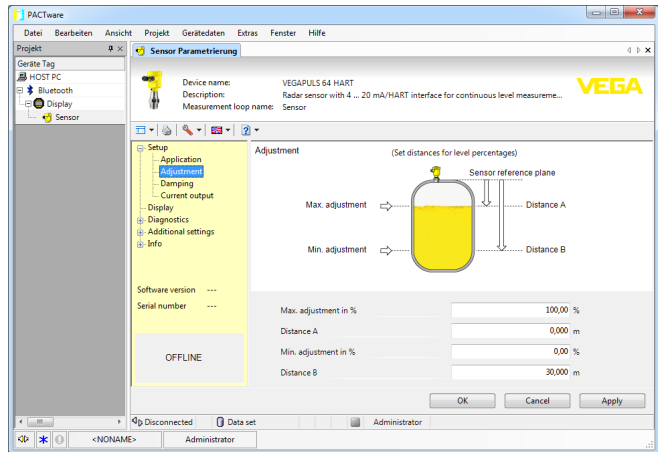 PACTware
Datei Bearbeiten Ansicht Projekt Gerätedaten Extras Fenster Hilfe
Projekt
Sensor Parametrierung
Geräte Tag
HOST PC
Bluetooth
Display
Sensor
Device name: VEGAPULS 64 HART
Description: Radar sensor with 4 ... 20 mA/HART interface for continuous level measureme...
Measurement loop name: Sensor
VEGA
Setup
Application
Adjustment
Damping
Current output
Display
Diagnostics
Additional settings
Info
Software version ---
Serial number ---
OFFLINE
Adjustment
(Set distances for level percentages)
Sensor reference plane
Max. adjustment
Distance A
Min. adjustment
Distance B
Max. adjustment in % 100,00 %
Distance A 0,000 m
Min. adjustment in % 0,00 %
Distance B 30,000 m
OK Cancel Apply
Disconnected Data set Administrator
<NONAME> Administrator